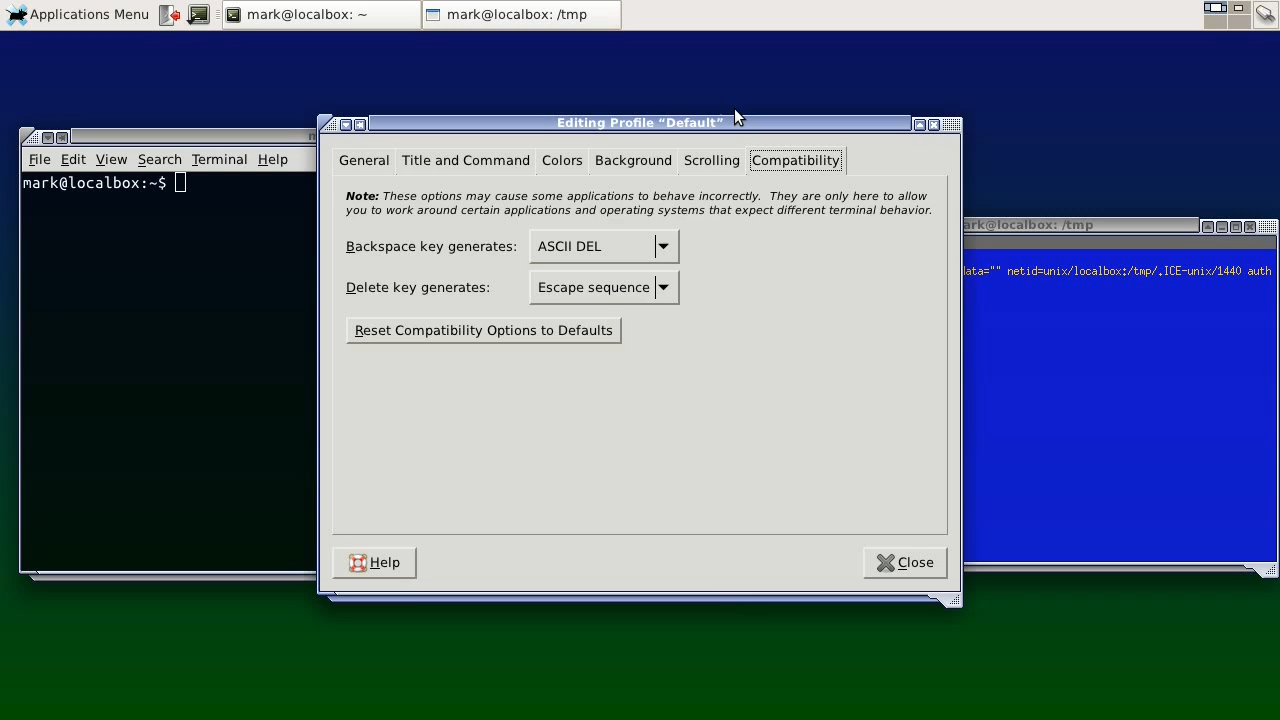 Applications Menu
mark@localbox: ~
mark@localbox: /tmp
Editing Profile “Default”
File Edit View Search Terminal Help
mark@localbox:~$
General Title and Command Colors Background Scrolling Compatibility
Note: These options may cause some applications to behave incorrectly. They are only here to allow
you to work around certain applications and operating systems that expect different terminal behavior.
Backspace key generates: ASCII DEL
Delete key generates: Escape sequence
Reset Compatibility Options to Defaults
Help
Close
mark@localbox: /tmp
data="" netid=unix/localbox:/tmp/.ICE-unix/1440 auth